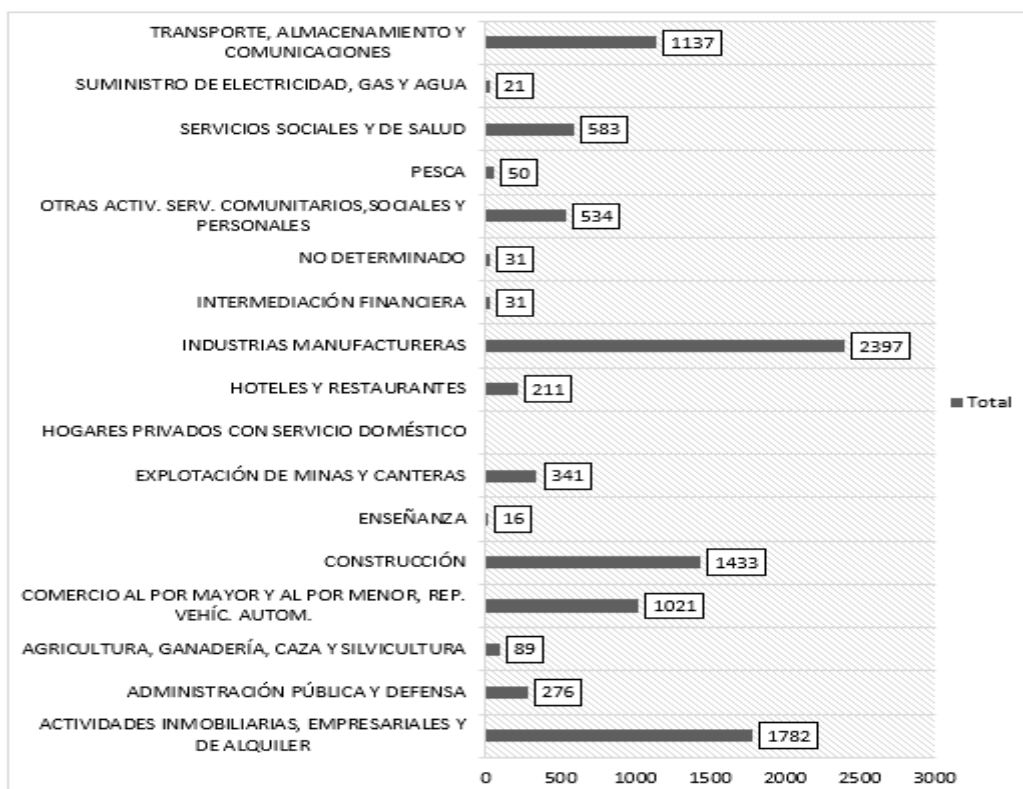 TRANSPORTE, ALMACENAMIENTO Y
COMUNICACIONES
1137
SUMINISTRO DE ELECTRICIDAD, GAS Y AGUA
21
SERVICIOS SOCIALES Y DE SALUD
583
PESCA
50
OTRAS ACTIV. SERV. COMUNITARIOS,SOCIALES Y
PERSONALES
534
NO DETERMINADO
31
INTERMEDIACIÓN FINANCIERA
31
INDUSTRIAS MANUFACTURERAS
2397
HOTELES Y RESTAURANTES
211
HOGARES PRIVADOS CON SERVICIO DOMÉSTICO
EXPLOTACIÓN DE MINAS Y CANTERAS
341
ENSEÑANZA
16
CONSTRUCCIÓN
1433
COMERCIO AL POR MAYOR Y AL POR MENOR, REP.
VEHÍC. AUTOM.
1021
AGRICULTURA, GANADERÍA, CAZA Y SILVICULTURA
89
ADMINISTRACIÓN PÚBLICA Y DEFENSA
276
ACTIVIDADES INMOBILIARIAS, EMPRESARIALES Y
DE ALQUILER
1782
0 500 1000 1500 2000 2500 3000
Total